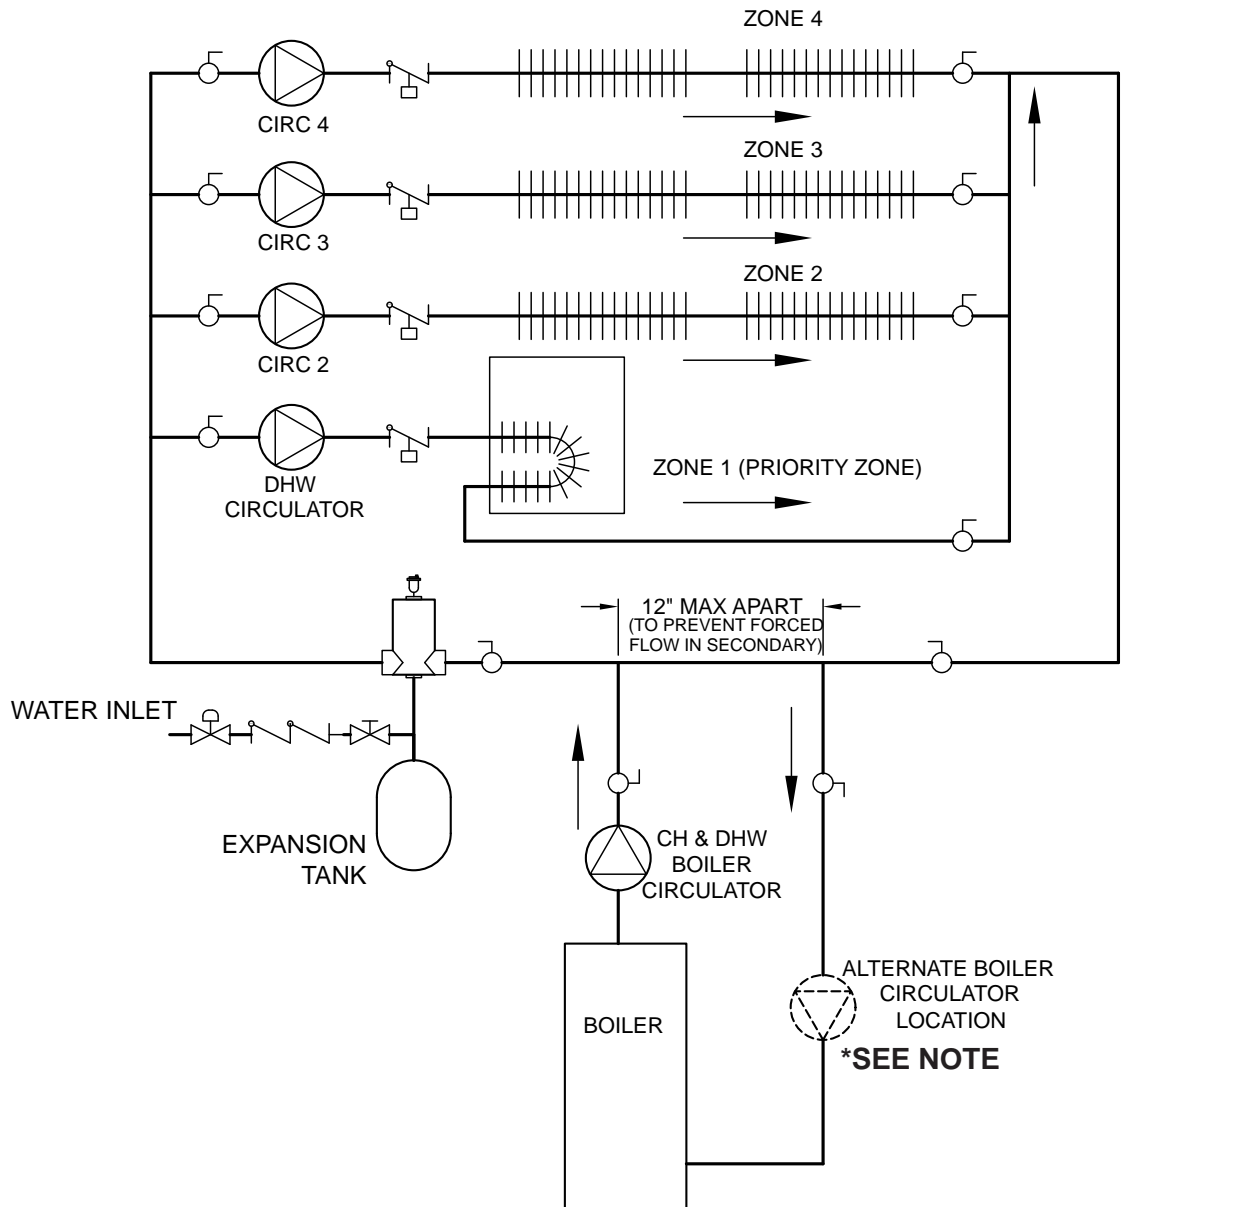 ZONE 4
CIRC 4
ZONE 3
CIRC 3
ZONE 2
CIRC 2
ZONE 1 (PRIORITY ZONE)
DHW
CIRCULATOR
12" MAX APART
(TO PREVENT FORCED
FLOW IN SECONDARY)
WATER INLET
EXPANSION
TANK
CH & DHW
BOILER
CIRCULATOR
ALTERNATE BOILER
CIRCULATOR
LOCATION
*SEE NOTE
BOILER